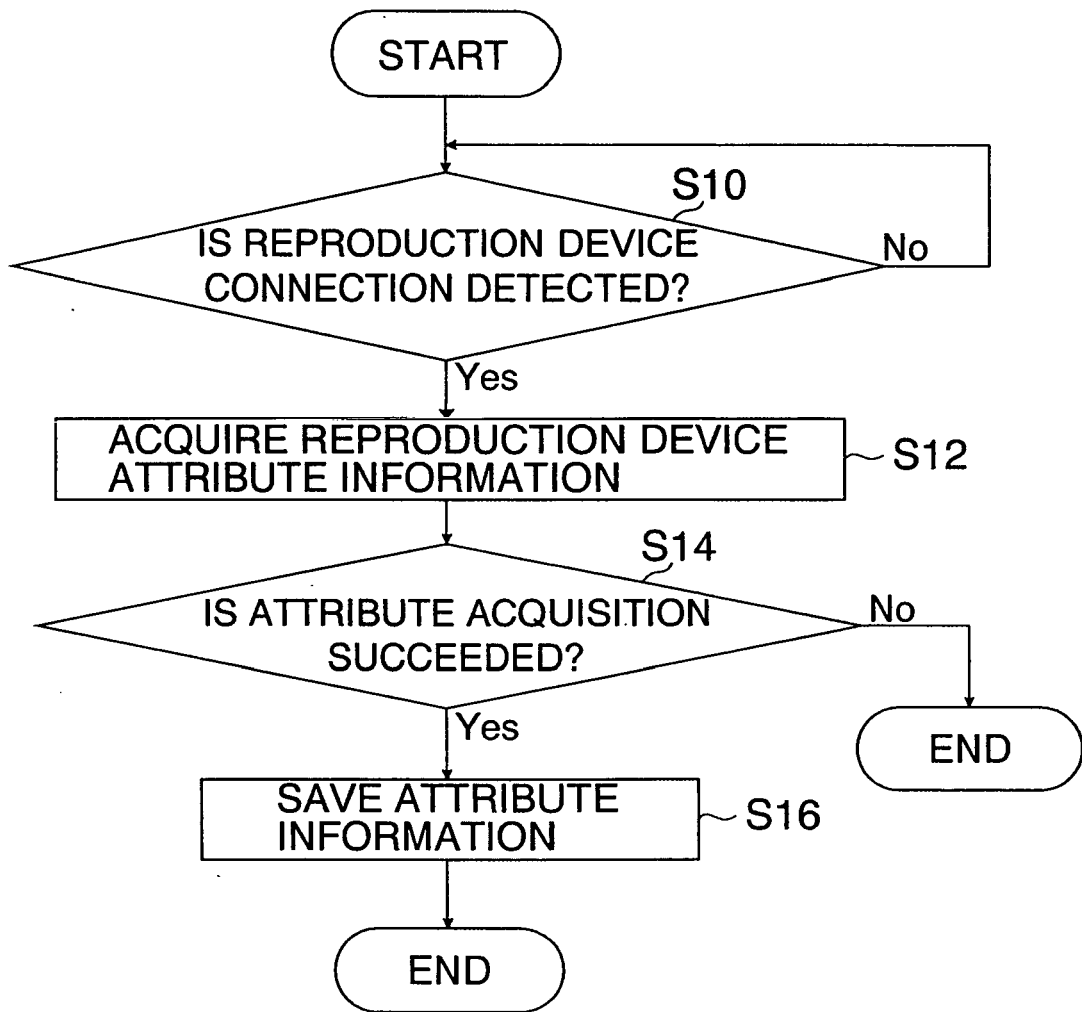 START
S10
IS REPRODUCTION DEVICE
CONNECTION DETECTED?
No
Yes
ACQUIRE REPRODUCTION DEVICE
ATTRIBUTE INFORMATION
S12
S14
IS ATTRIBUTE ACQUISITION
SUCCEEDED?
No
Yes
END
SAVE ATTRIBUTE
INFORMATION
S16
END